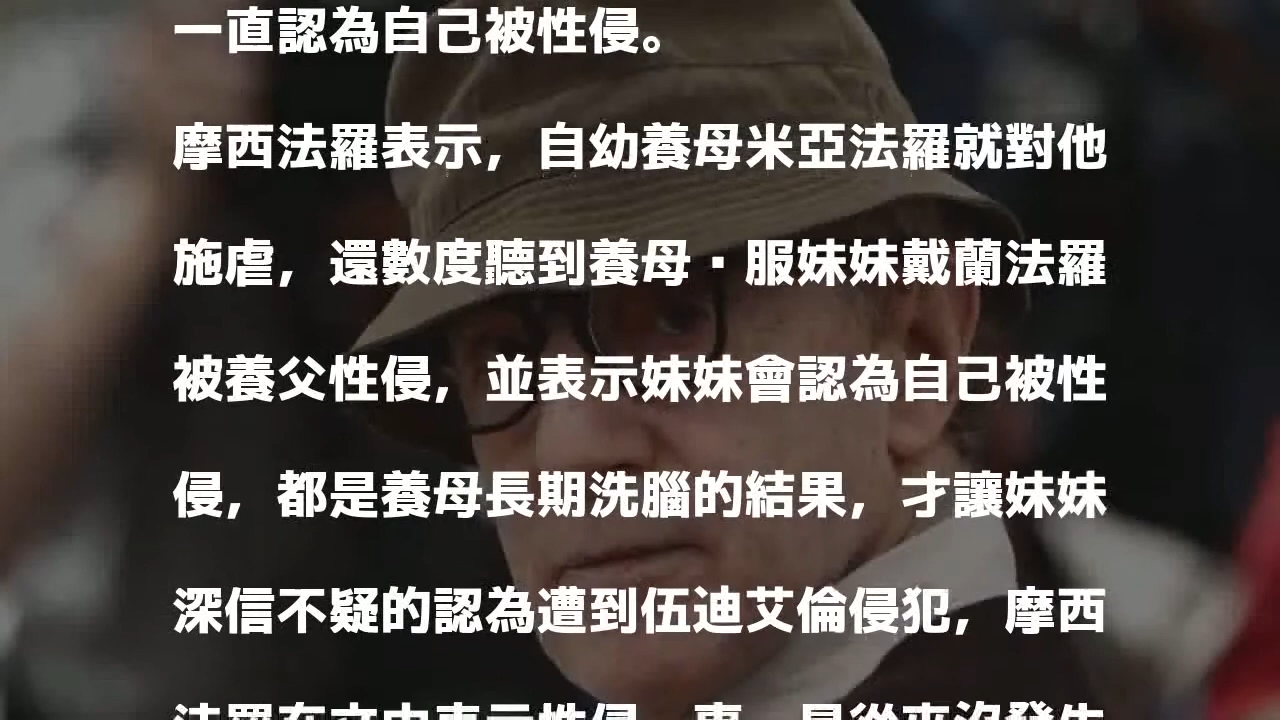 一直認為自己被性侵。
摩西法羅表示，自幼養母米亞法羅就對他
施虐，還數度聽到養母▪服妹妹戴蘭法羅
被養父性侵，並表示妹妹會認為自己被性
侵，都是養母長期洗腦的結果，才讓妹妹
深信不疑的認為遭到伍迪艾倫侵犯，摩西